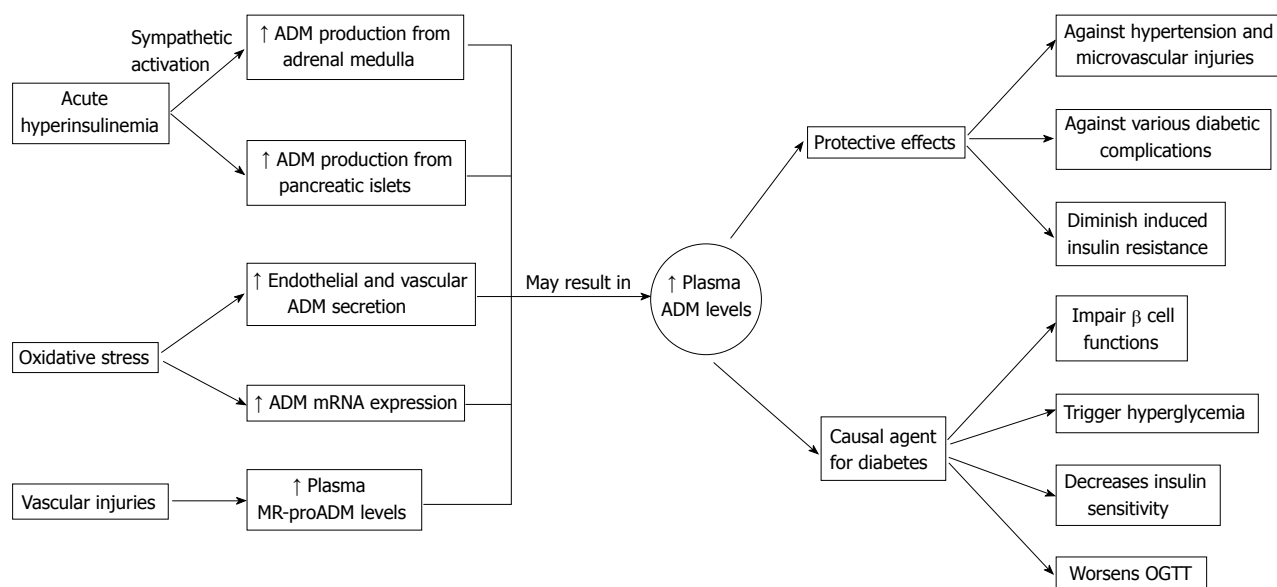 Sympathetic
activation
Acute
hyperinsulinemia
↑ ADM production from
adrenal medulla
↑ ADM production from
pancreatic islets
Oxidative stress
↑ Endothelial and vascular
ADM secretion
↑ ADM mRNA expression
Vascular injuries
↑ Plasma
MR-proADM levels
May result in
↑ Plasma
ADM levels
Protective effects
Against hypertension and
microvascular injuries
Against various diabetic
complications
Diminish induced
insulin resistance
Causal agent
for diabetes
Impair β cell
functions
Trigger hyperglycemia
Decreases insulin
sensitivity
Worsens OGTT